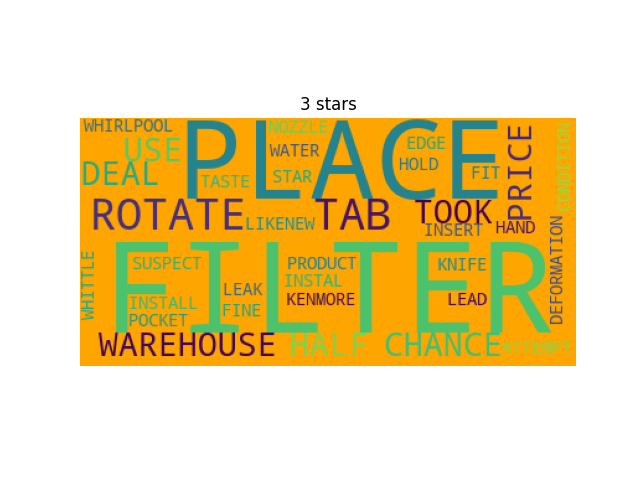 3 stars
WHIRLPOOL
NOZZLE
PLACE
USE
WATER
EDGE
PRICE
CONDITION
DEAL
TASTE
STAR
HOLD
FIT
ROTATE
LIKENEW
TAB
TOOK
INSERT
HAND
FILTER
WHITTLE
SUSPECT
PRODUCT
KNIFE
DEFORMATION
INSTAL
INSTALL
LEAK
KENMORE
LEAD
POCKET
FINE
WAREHOUSE
HALF
CHANCE
ATTEMPT